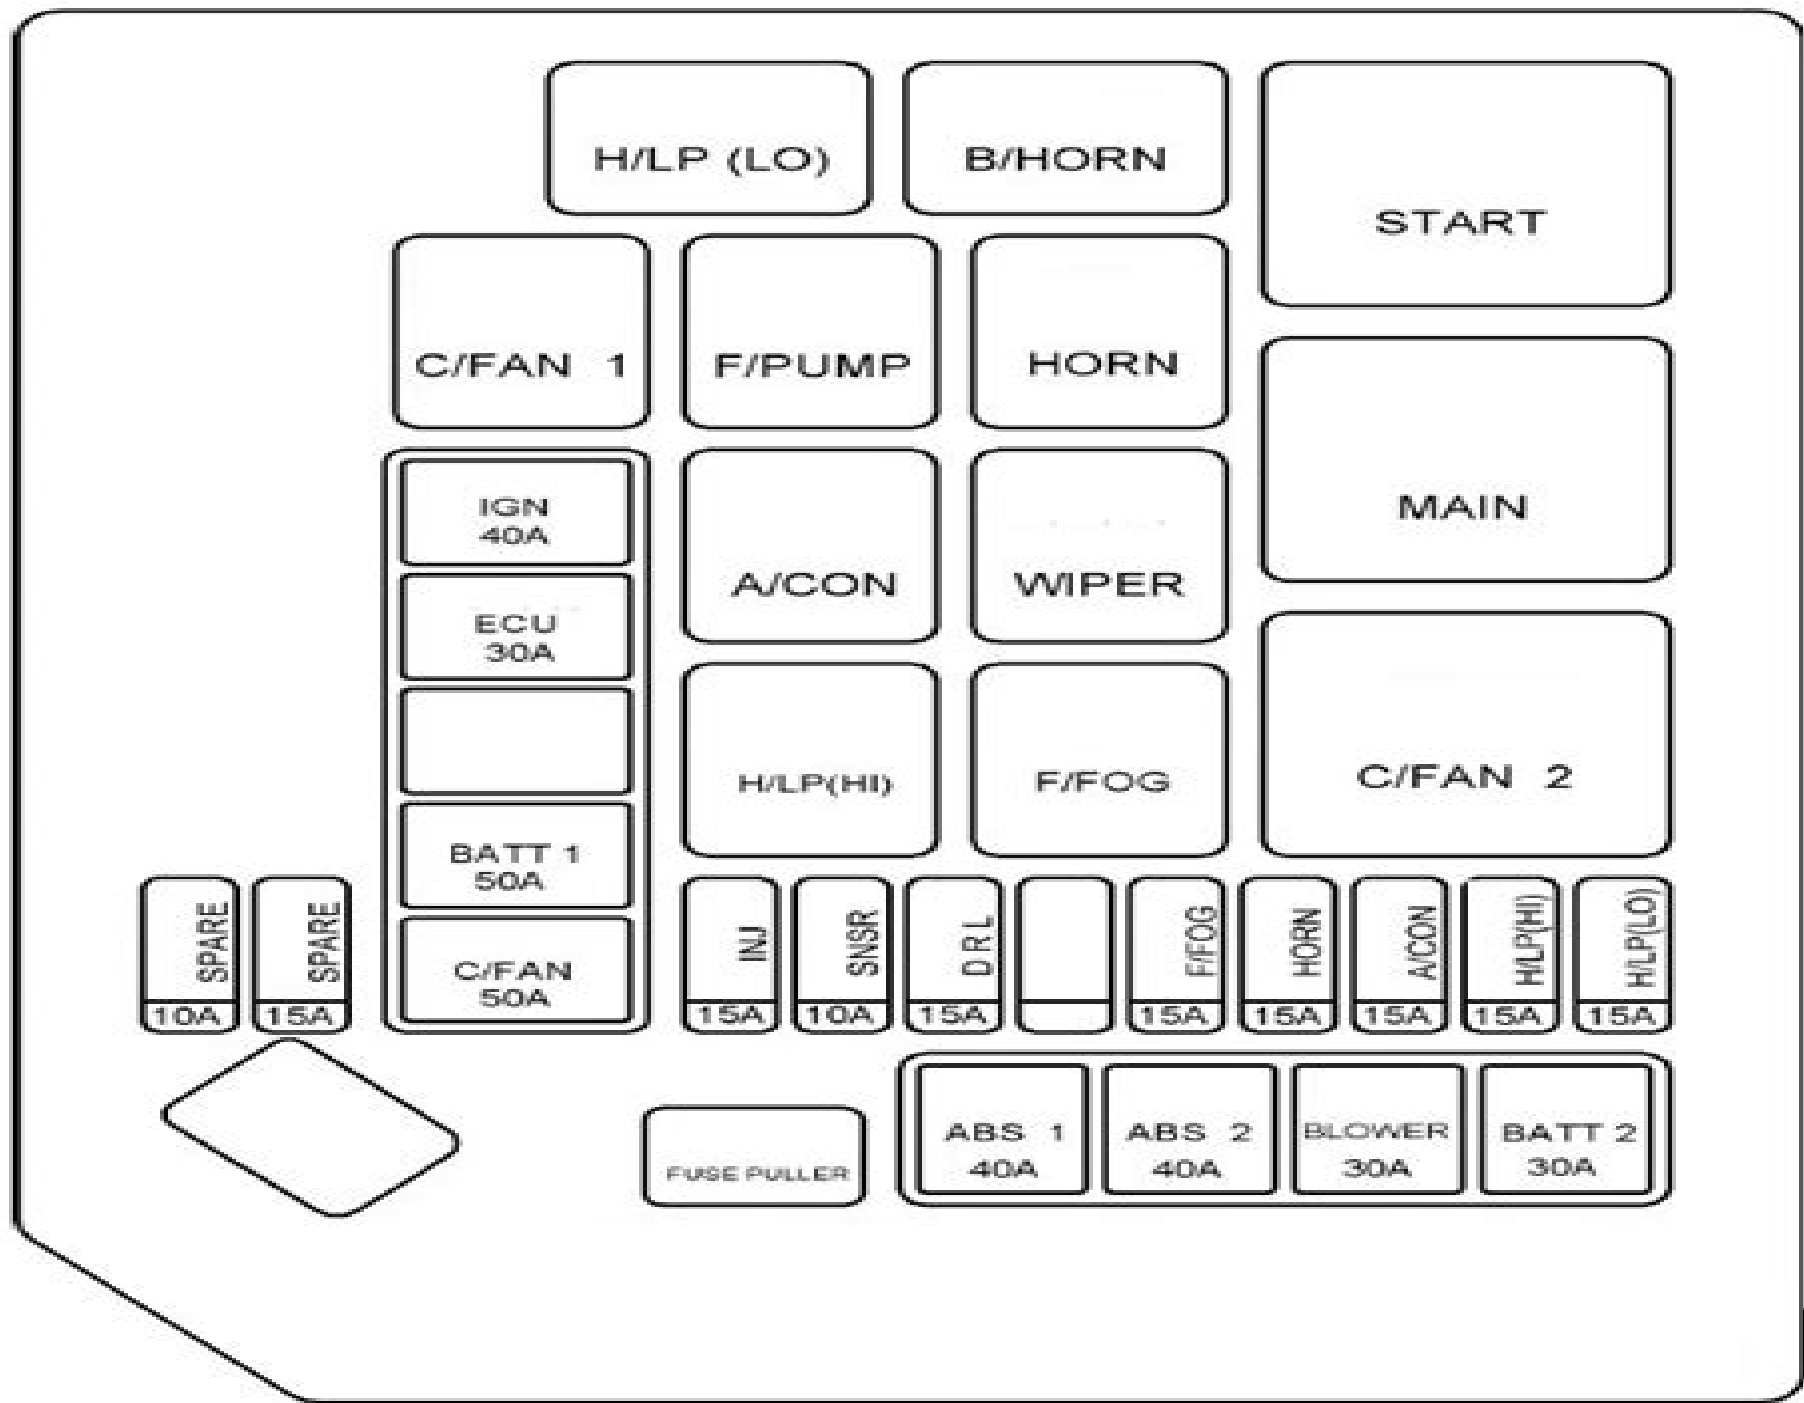 H/LP (LO)
B/HORN
START
C/FAN 1
F/PUMP
HORN
MAIN
IGN
40A
ECU
30A
A/CON
WIPER
H/LP(HI)
F/FOG
C/FAN 2
BATT 1
50A
C/FAN
50A
SPARE
10A
SPARE
15A
INJ
15A
SNSR
10A
D R L
15A
F/FOG
15A
HORN
15A
A/CON
15A
H/LP(HI)
15A
H/LP(LO)
15A
FUSE PULLER
ABS 1
40A
ABS 2
40A
BLOWER
30A
BATT 2
30A